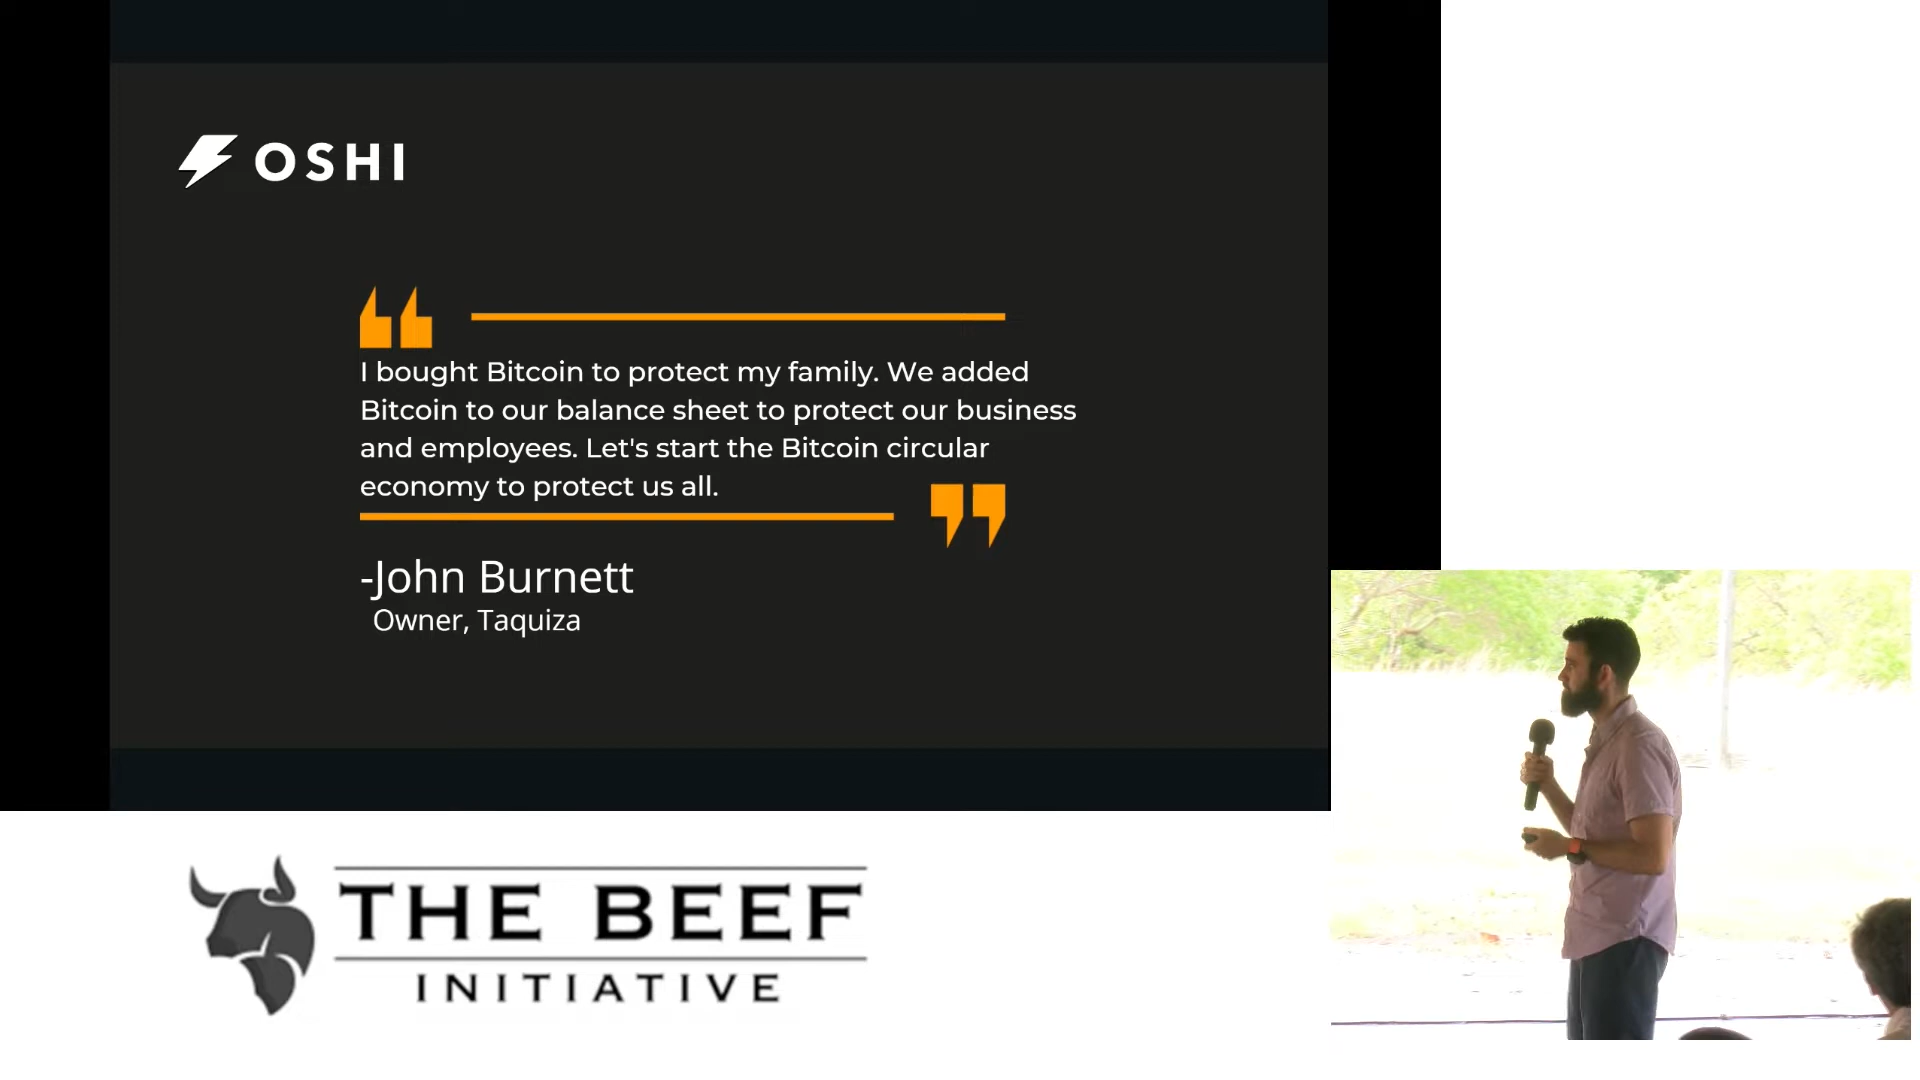 OSHI
I bought Bitcoin to protect my family. We added
Bitcoin to our balance sheet to protect our business
and employees. Let's start the Bitcoin circular
economy to protect us all.
-John Burnett
Owner, Taquiza
THE BEEF
INITIATIVE